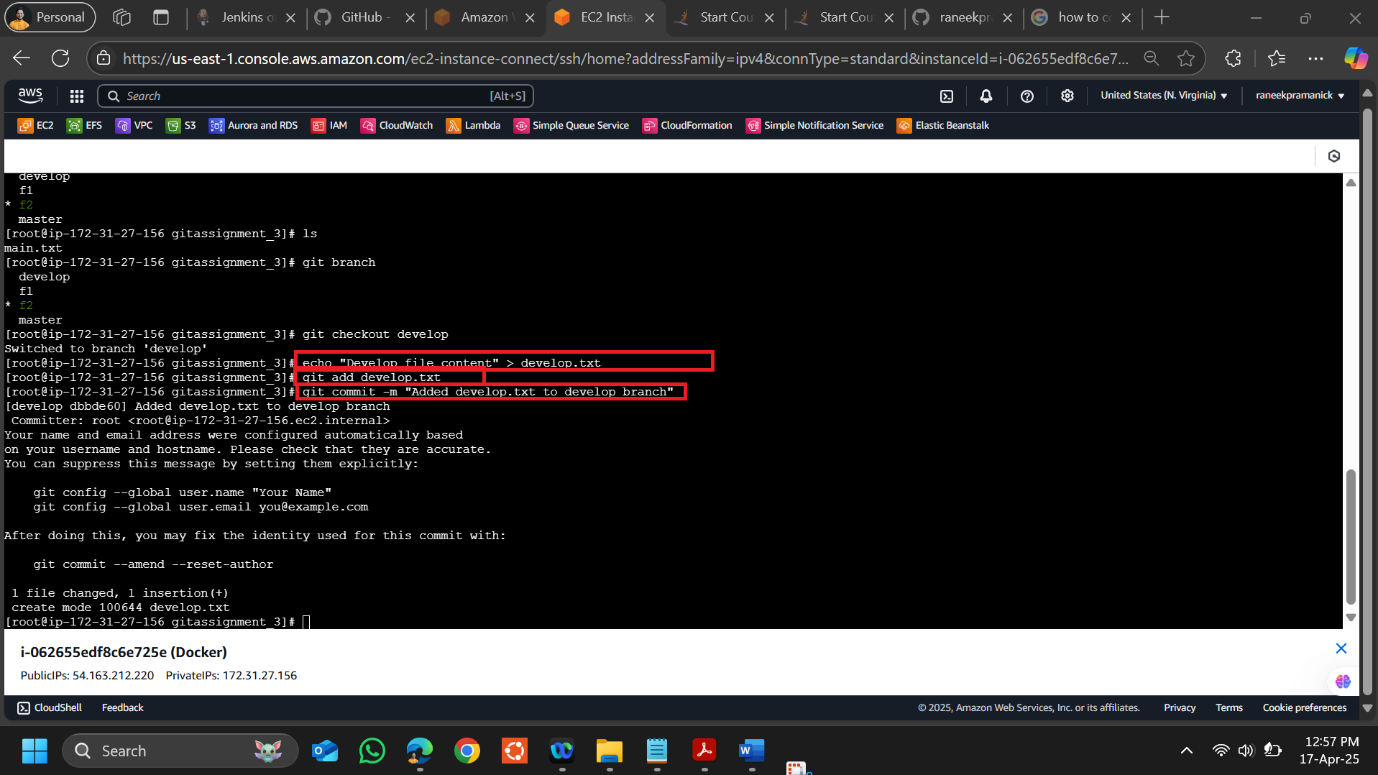 Personal
Jenkins o
GitHub -
Amazon
EC2 Insta
Start Cou
Start Cou
raneekpr
how to c
https://us-east-1.console.aws.amazon.com/ec2-instance-connect/ssh/home?addressFamily=ipv4&connType=standard&instanceId=i-062655edf8c6e7...
aws
Search [Alt+S]
United States (N. Virginia)
raneekpramanick
EC2 EFS VPC S3 Aurora and RDS IAM CloudWatch Lambda Simple Queue Service CloudFormation Simple Notification Service Elastic Beanstalk
develop
f1
* f2
master
[root@ip-172-31-27-156 gitassignment_3]# ls
main.txt
[root@ip-172-31-27-156 gitassignment_3]# git branch
develop
f1
* f2
master
[root@ip-172-31-27-156 gitassignment_3]# git checkout develop
Switched to branch 'develop'
[root@ip-172-31-27-156 gitassignment_3]# echo "Develop file content" > develop.txt
[root@ip-172-31-27-156 gitassignment_3]# git add develop.txt
[root@ip-172-31-27-156 gitassignment_3]# git commit -m "Added develop.txt to develop branch"
[develop dbbde60] Added develop.txt to develop branch
Committer: root <root@ip-172-31-27-156.ec2.internal>
Your name and email address were configured automatically based
on your username and hostname. Please check that they are accurate.
You can suppress this message by setting them explicitly:
git config --global user.name "Your Name"
git config --global user.email you@example.com
After doing this, you may fix the identity used for this commit with:
git commit --amend --reset-author
1 file changed, 1 insertion(+)
create mode 100644 develop.txt
[root@ip-172-31-27-156 gitassignment_3]#
i-062655edf8c6e725e (Docker)
PublicIPs: 54.163.212.220 PrivateIPs: 172.31.27.156
CloudShell Feedback © 2025, Amazon Web Services, Inc. or its affiliates. Privacy Terms Cookie preferences
Search
12:57 PM
17-Apr-25